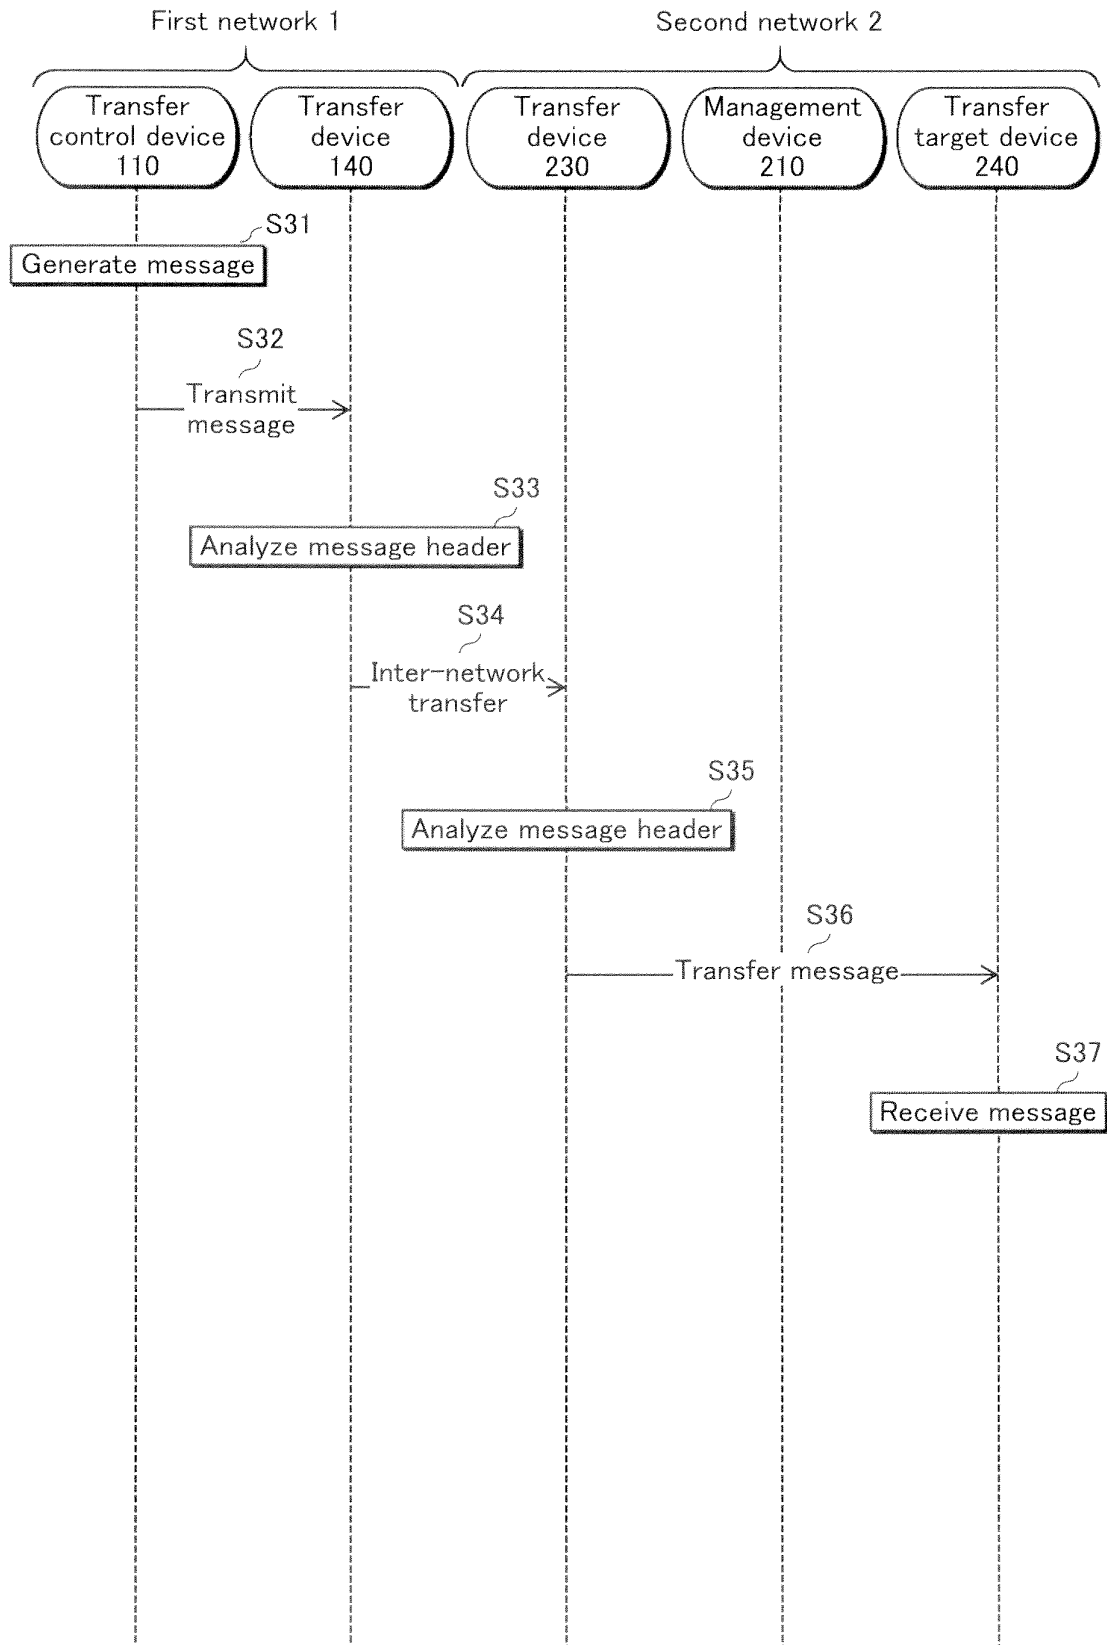 First network 1
Second network 2
Transfer
control device
110
Transfer
device
140
Transfer
device
230
Management
device
210
Transfer
target device
240
S31
Generate message
S32
Transmit
message
S33
Analyze message header
S34
Inter-network
transfer
S35
Analyze message header
S36
Transfer message
S37
Receive message